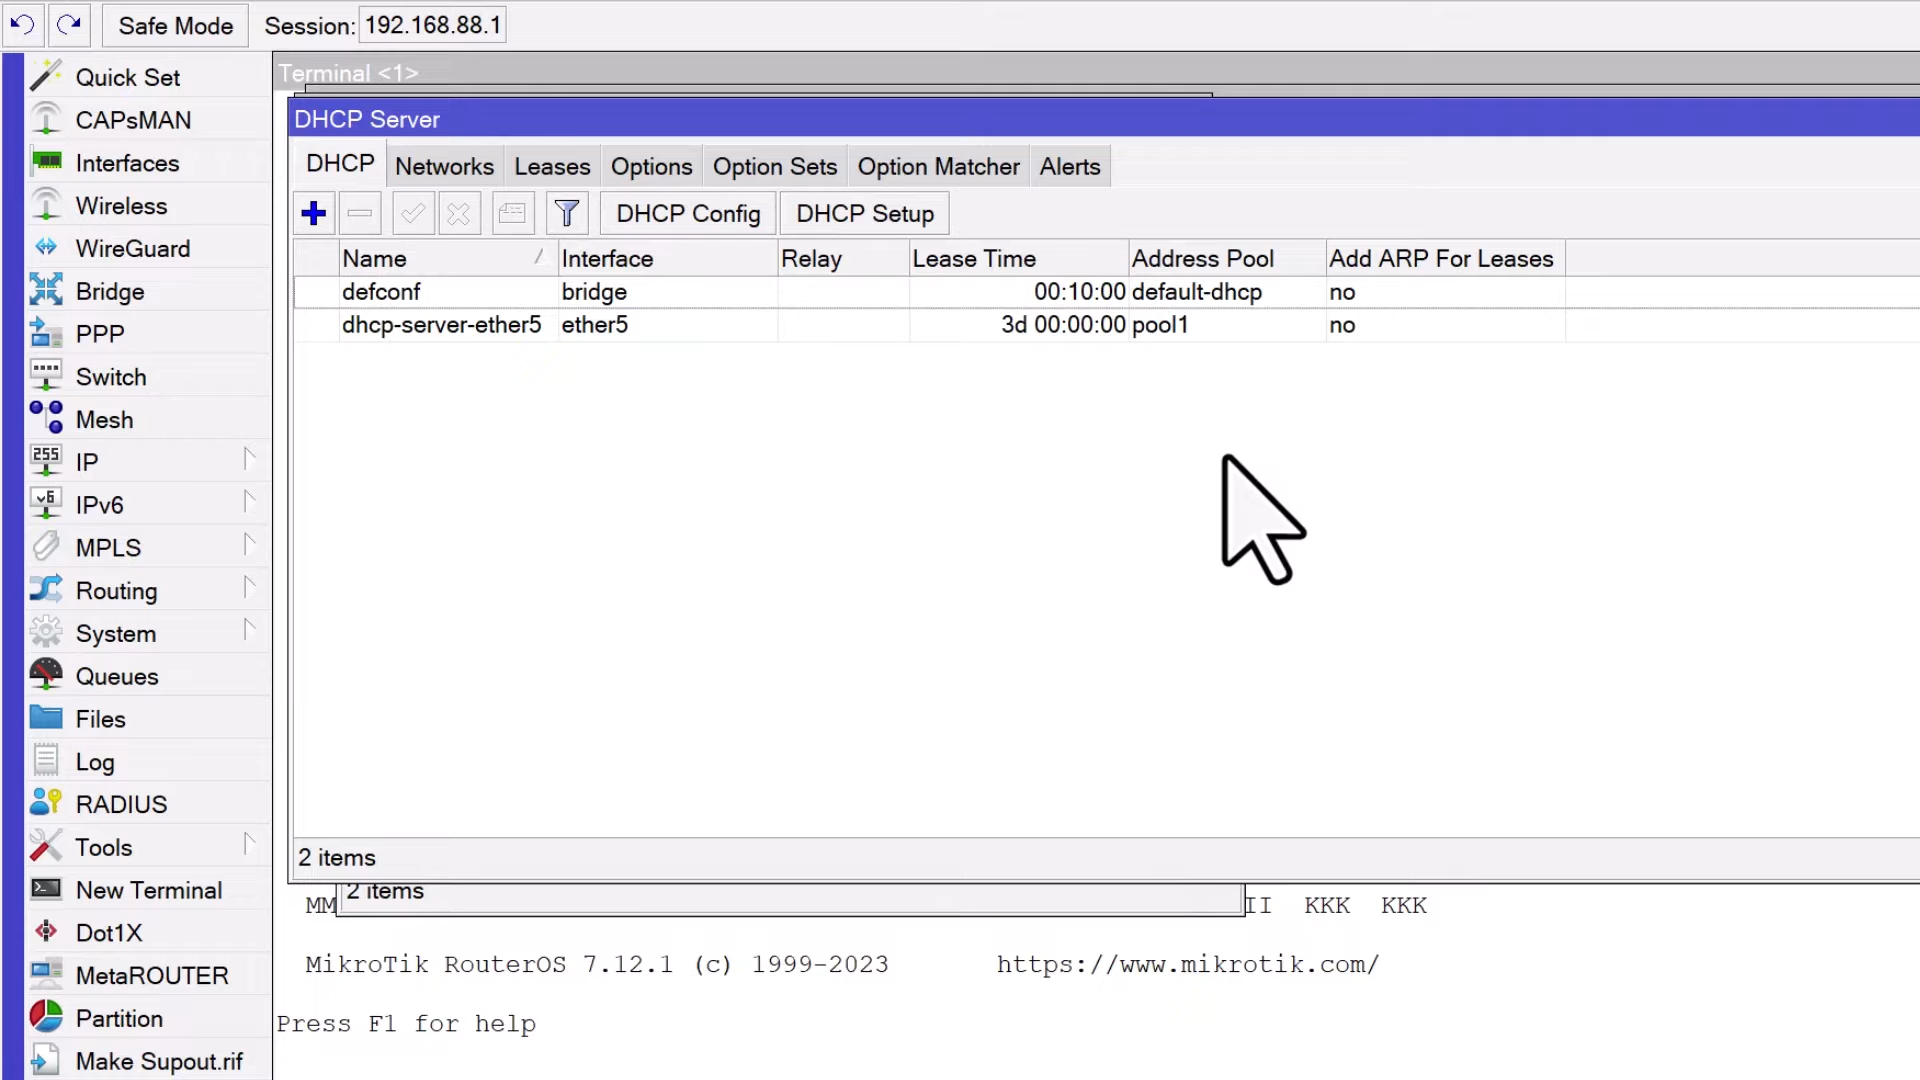 Safe Mode Session: 192.168.88.1
Quick Set
CAPsMAN
Interfaces
Wireless
WireGuard
Bridge
PPP
Switch
Mesh
255 IP
v6 IPv6
MPLS
Routing
System
Queues
Files
Log
RADIUS
Tools
New Terminal
Dot1X
MetaROUTER
Partition
Make Supout.rif
Terminal <1>
DHCP Server
DHCP Networks Leases Options Option Sets Option Matcher Alerts
DHCP Config DHCP Setup
Name Interface Relay Lease Time Address Pool Add ARP For Leases
defconf bridge 00:10:00 default-dhcp no
dhcp-server-ether5 ether5 3d 00:00:00 pool1 no
2 items
2 items
MM II KKK KKK
MikroTik RouterOS 7.12.1 (c) 1999-2023 https://www.mikrotik.com/
Press F1 for help